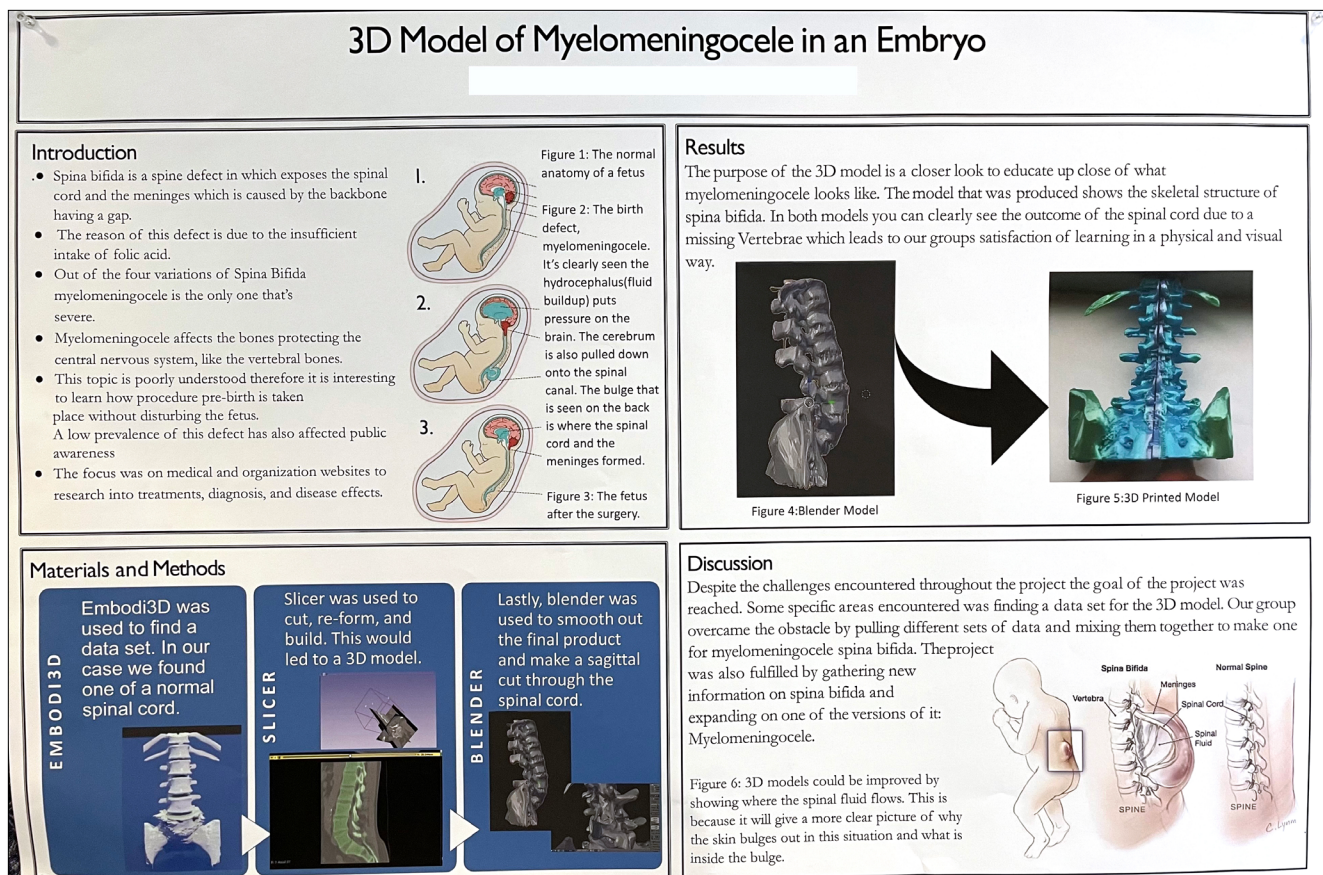 3D Model of Myelomeningocele in an Embryo
Introduction
Spina bifida is a spine defect in which exposes the spinal
cord and the meninges which is caused by the backbone
having a gap.
The reason of this defect is due to the insufficient
intake of folic acid.
Out of the four variations of Spina Bifida
myelomeningocele is the only one that's
severe.
Myelomeningocele affects the bones protecting the
central nervous system, like the vertebral bones.
This topic is poorly understood therefore it is interesting
to learn how procedure pre-birth is taken
place without disturbing the fetus.
A low prevalence of this defect has also affected public
awareness
The focus was on medical and organization websites to
research into treatments, diagnosis, and disease effects.
1.
2.
3.
Figure 1: The normal
anatomy of a fetus
Figure 2: The birth
defect,
myelomeningocele.
It's clearly seen the
hydrocephalus(fluid
buildup) puts
pressure on the
brain. The cerebrum
is also pulled down
onto the spinal
canal. The bulge that
is seen on the back
is where the spinal
cord and the
meninges formed.
Figure 3: The fetus
after the surgery.
Results
The purpose of the 3D model is a closer look to educate up close of what
myelomeningocele looks like. The model that was produced shows the skeletal structure of
spina bifida. In both models you can clearly see the outcome of the spinal cord due to a
missing Vertebrae which leads to our groups satisfaction of learning in a physical and visual
way.
Figure 4:Blender Model
Figure 5:3D Printed Model
Materials and Methods
EMBODI3D
Embodi3D was
used to find a
data set. In our
case we found
one of a normal
spinal cord.
SLICER
Slicer was used to
cut, re-form, and
build. This would
led to a 3D model.
BLENDER
Lastly, blender was
used to smooth out
the final product
and make a sagittal
cut through the
spinal cord.
Discussion
Despite the challenges encountered throughout the project the goal of the project was
reached. Some specific areas encountered was finding a data set for the 3D model. Our group
overcame the obstacle by pulling different sets of data and mixing them together to make one
for myelomeningocele spina bifida. The project
was also fulfilled by gathering new
information on spina bifida and
expanding on one of the versions of it:
Myelomeningocele.
Figure 6: 3D models could be improved by
showing where the spinal fluid flows. This is
because it will give a more clear picture of why
the skin bulges out in this situation and what is
inside the bulge.
Spina Bifida
Normal Spine
Meninges
Vertebra
Spinal Cord
Spinal
Fluid
SPINE
SPINE
C. Lynm